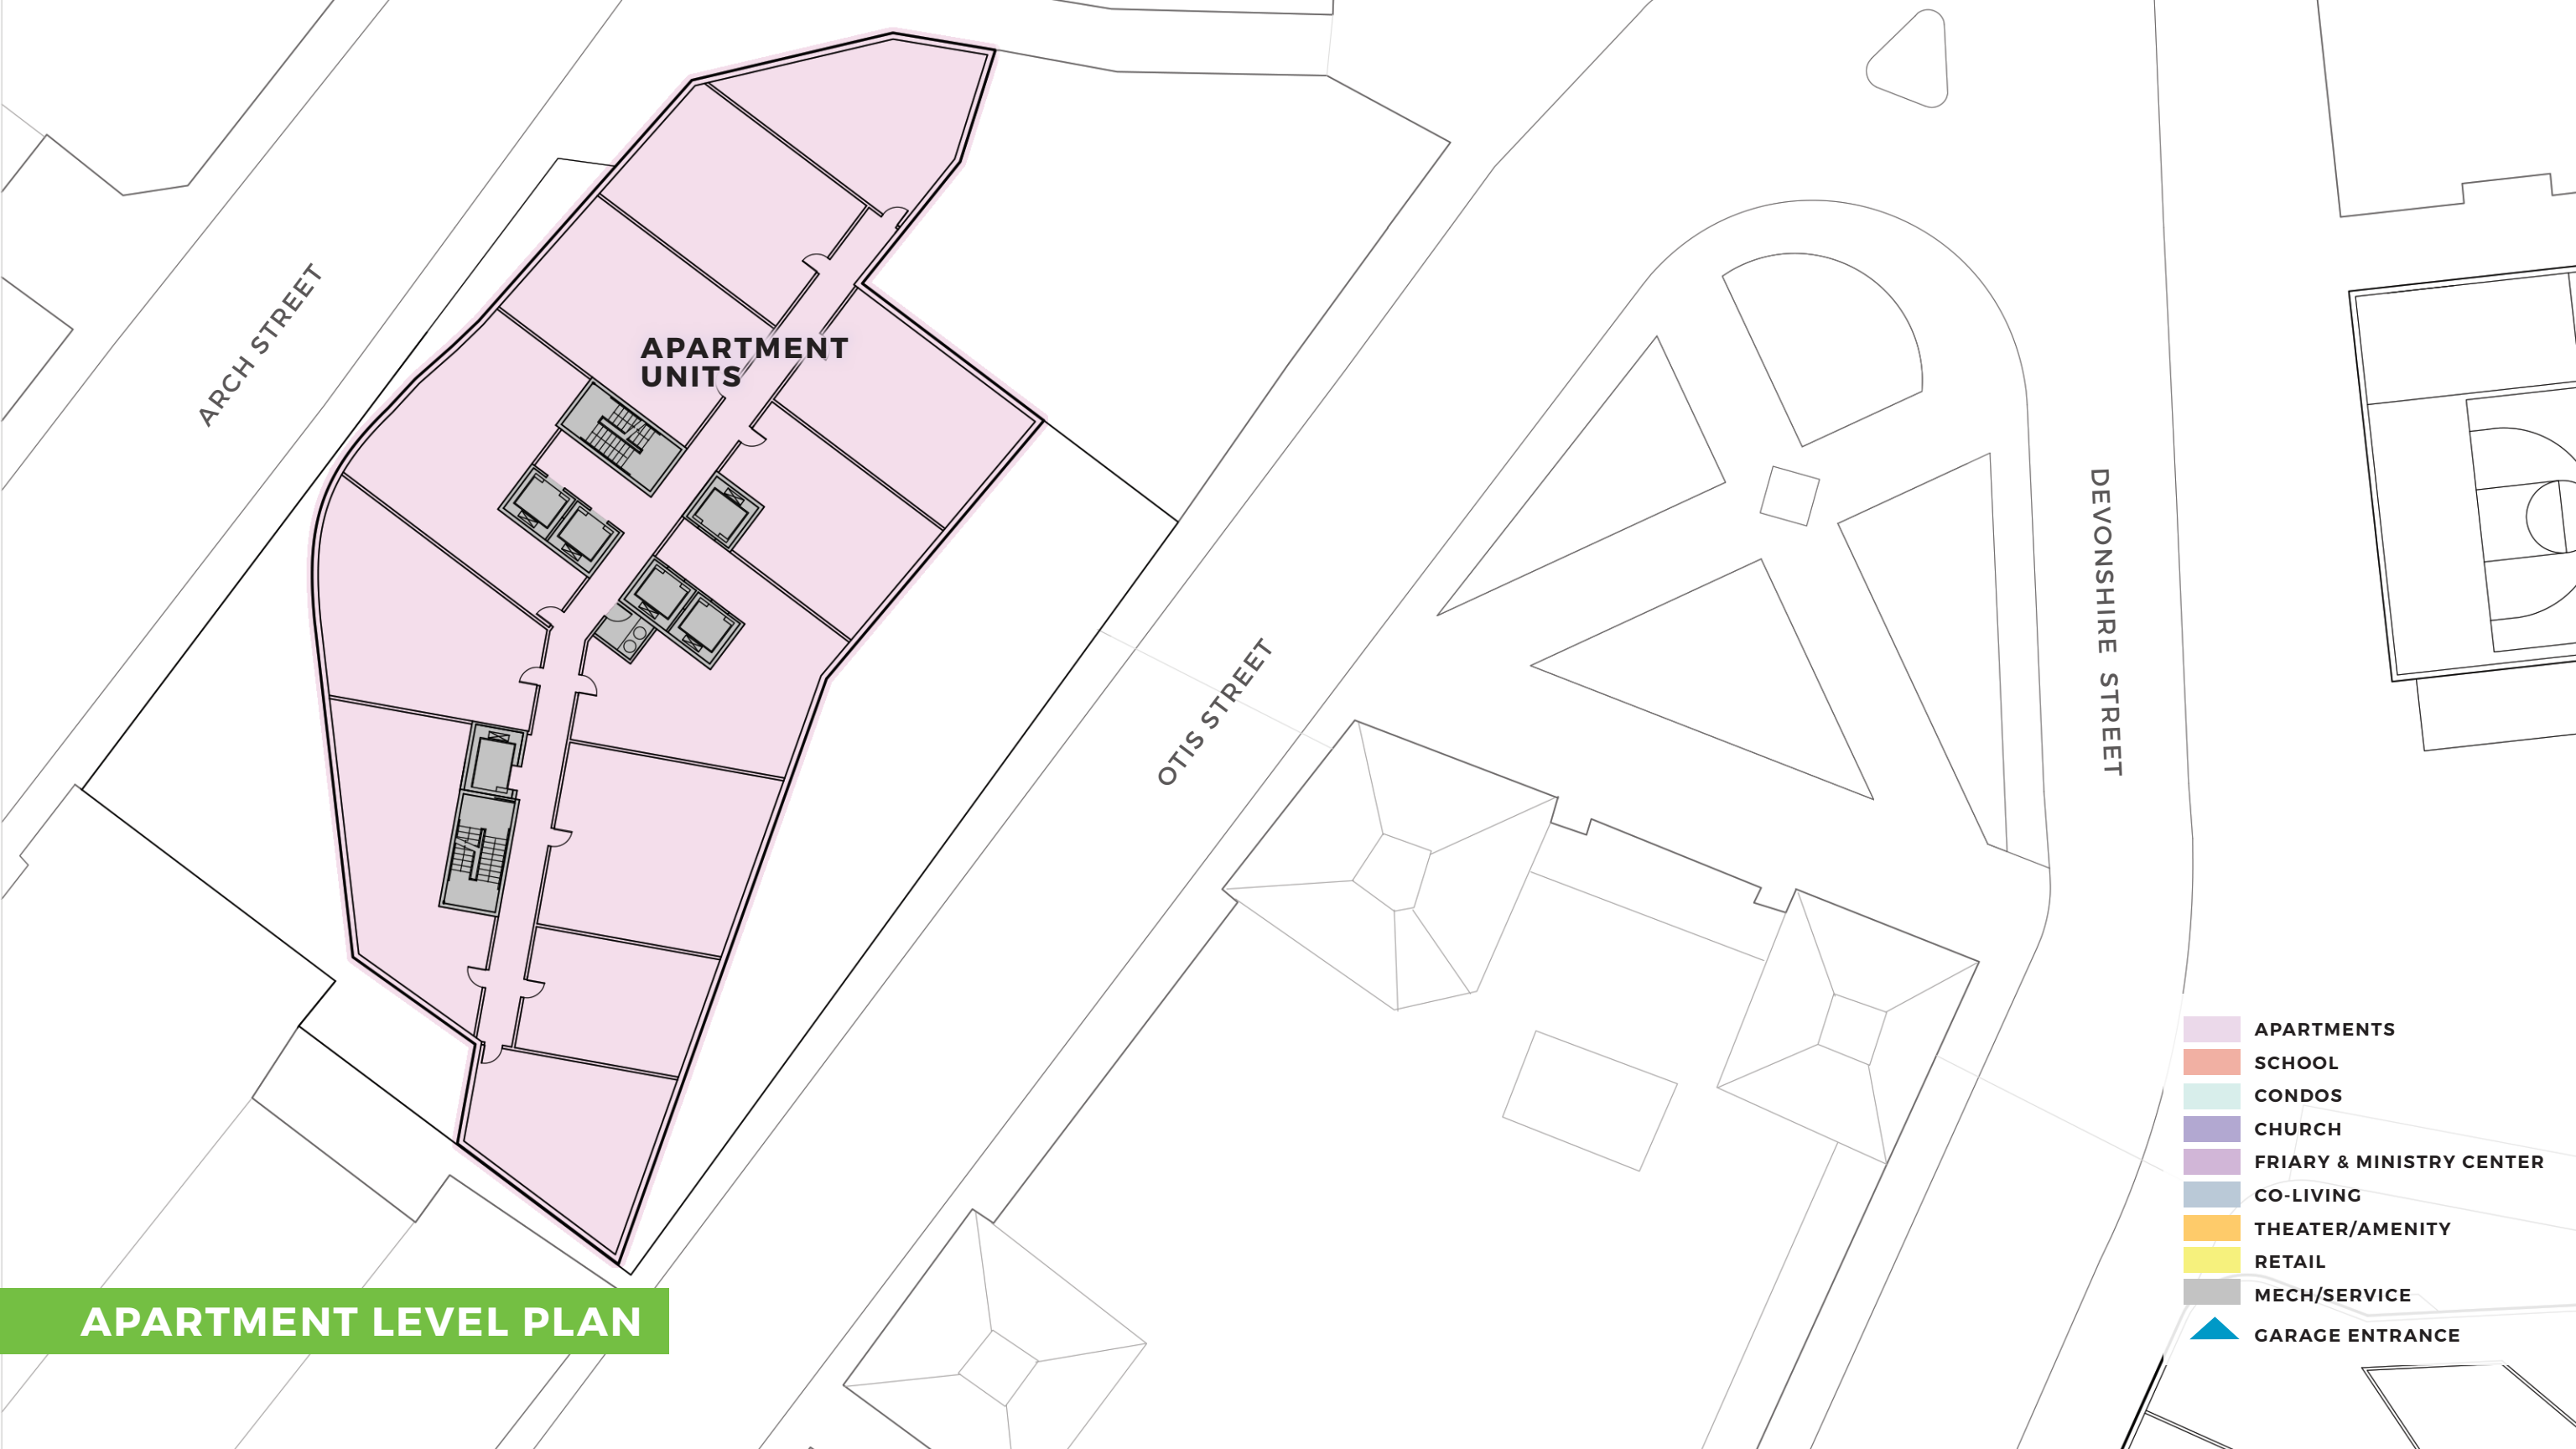 APARTMENT
UNITS
ARCH STREET
OTIS STREET
DEVONSHIRE STREET
APARTMENTS
SCHOOL
CONDOS
CHURCH
FRIARY & MINISTRY CENTER
CO-LIVING
THEATER/AMENITY
RETAIL
MECH/SERVICE
GARAGE ENTRANCE
APARTMENT LEVEL PLAN